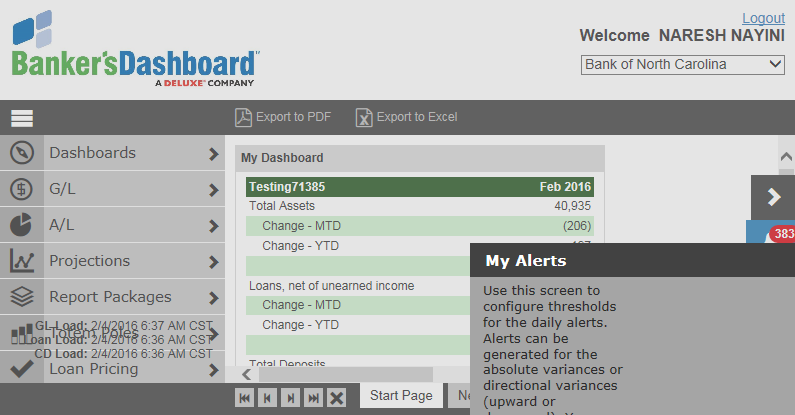 Logout
Welcome NARESH NAYINI
Banker'sDashboard™
A DELUXE COMPANY
Bank of North Carolina
Export to PDF
Export to Excel
Dashboards
G/L
A/L
Projections
Report Packages
Totem Poles
Loan Pricing
GL Load: 2/4/2016 6:37 AM CST
Loan Load: 2/4/2016 6:36 AM CST
CD Load: 2/4/2016 6:36 AM CST
My Dashboard
Testing71385 Feb 2016
Total Assets 40,935
Change - MTD (206)
Change - YTD
Loans, net of unearned income
Change - MTD
Change - YTD
Total Deposits
383
My Alerts
Use this screen to
configure thresholds
for the daily alerts.
Alerts can be
generated for the
absolute variances or
directional variances
(upward or
Start Page